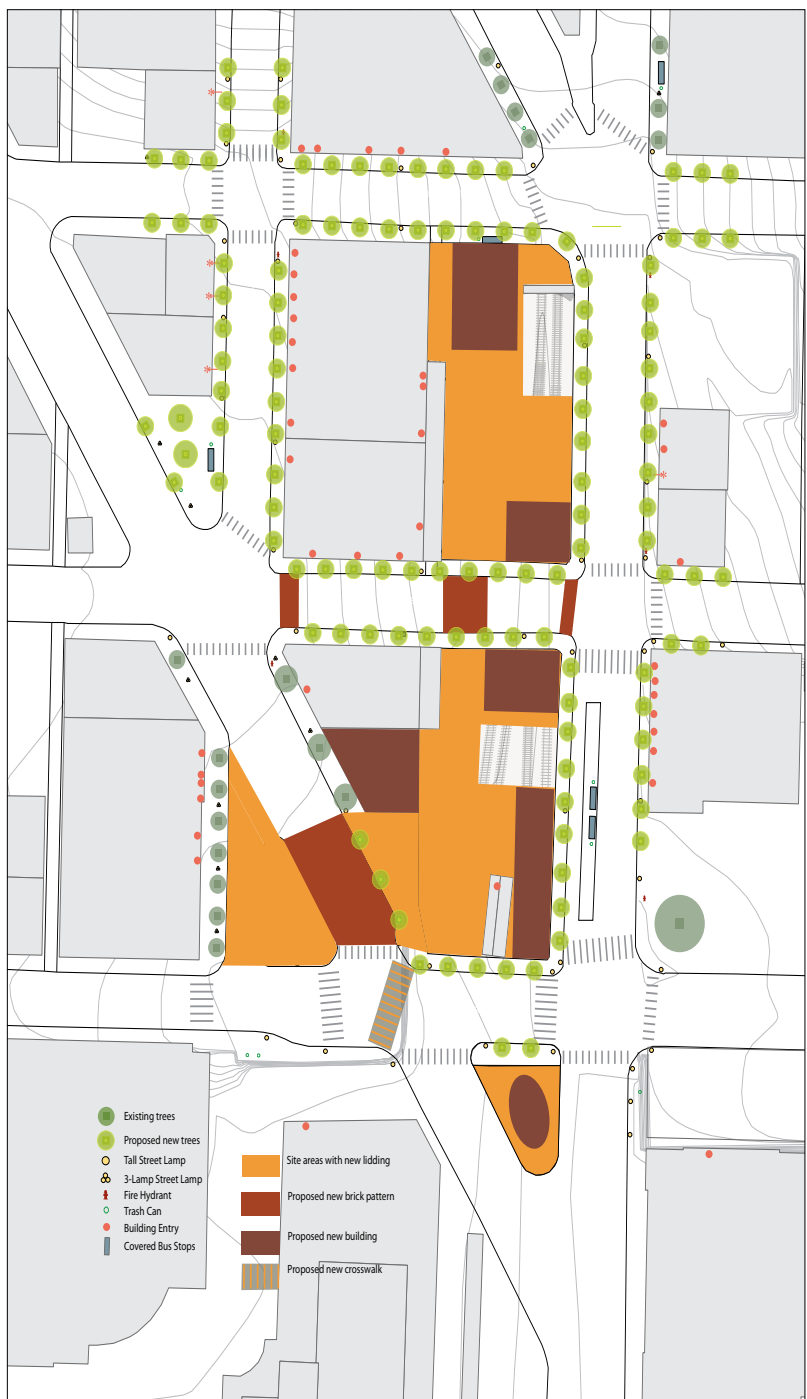 Existing trees
Proposed new trees
Tall Street Lamp
3-Lamp Street Lamp
Fire Hydrant
Trash Can
Building Entry
Covered Bus Stops
Site areas with new lidding
Proposed new brick pattern
Proposed new building
Proposed new crosswalk